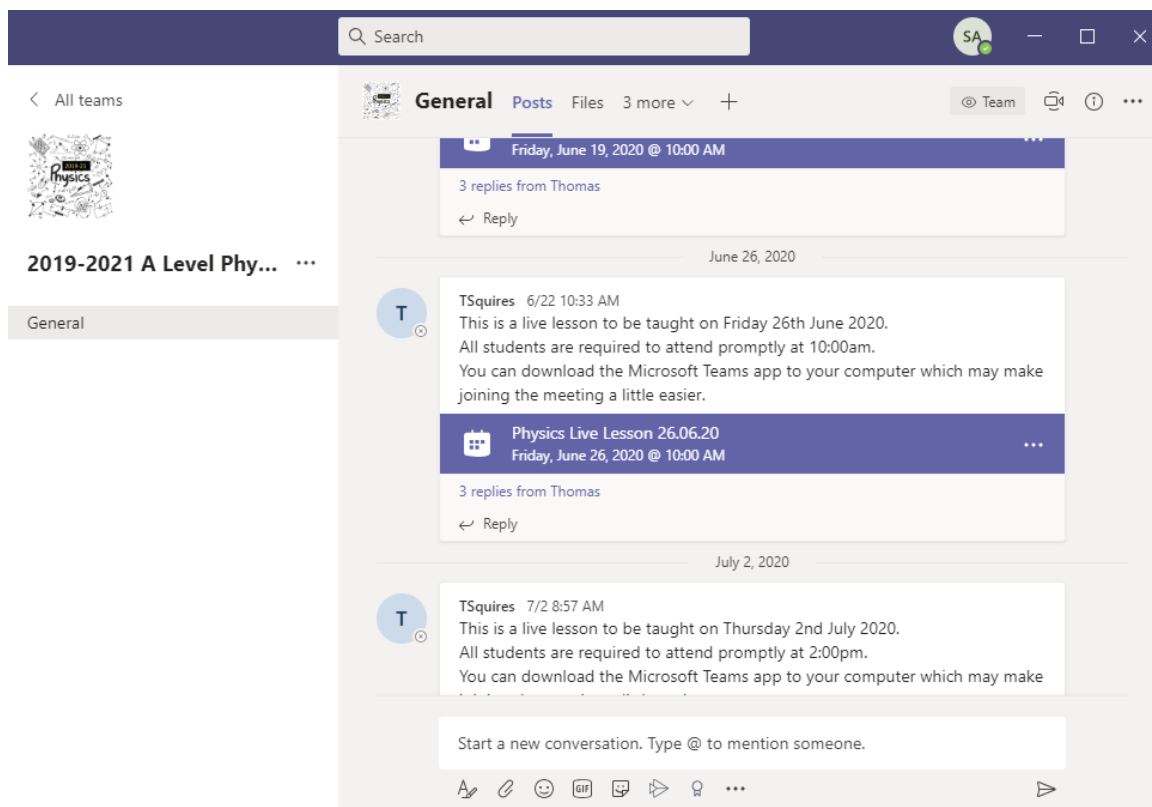 Search
SA
All teams
2019-21
Physics
2019-2021 A Level Phy...
General
General Posts Files 3 more
Team
Friday, June 19, 2020 @ 10:00 AM
3 replies from Thomas
Reply
June 26, 2020
T
TSquires 6/22 10:33 AM
This is a live lesson to be taught on Friday 26th June 2020.
All students are required to attend promptly at 10:00am.
You can download the Microsoft Teams app to your computer which may make
joining the meeting a little easier.
Physics Live Lesson 26.06.20
Friday, June 26, 2020 @ 10:00 AM
3 replies from Thomas
Reply
July 2, 2020
T
TSquires 7/2 8:57 AM
This is a live lesson to be taught on Thursday 2nd July 2020.
All students are required to attend promptly at 2:00pm.
You can download the Microsoft Teams app to your computer which may make
Start a new conversation. Type @ to mention someone.
GIF